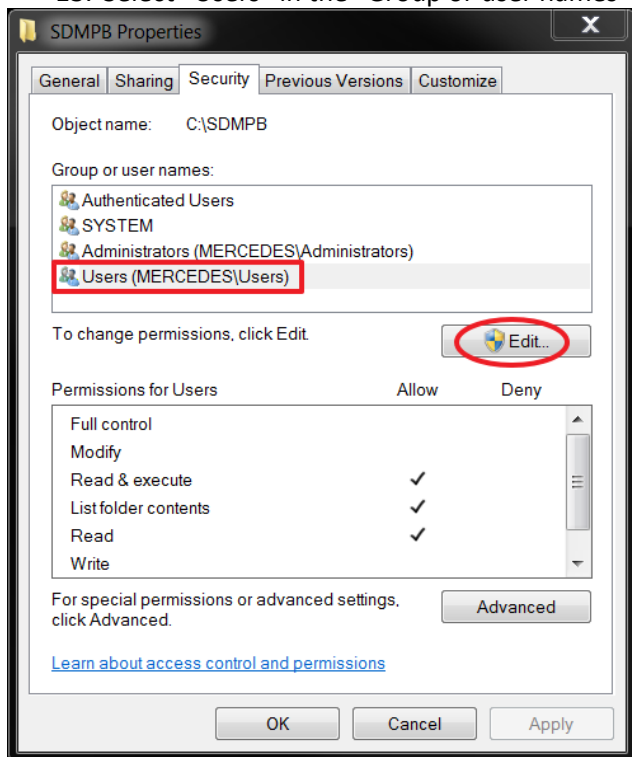 SDMPB Properties
X
General Sharing Security Previous Versions Customize
Object name: C:\SDMPB
Group or user names:
Authenticated Users
SYSTEM
Administrators (MERCEDES\Administrators)
Users (MERCEDES\Users)
To change permissions, click Edit.
Edit...
Permissions for Users Allow Deny
Full control
Modify
Read & execute ✓
List folder contents ✓
Read ✓
Write
For special permissions or advanced settings,
click Advanced.
Advanced
Learn about access control and permissions
OK Cancel Apply